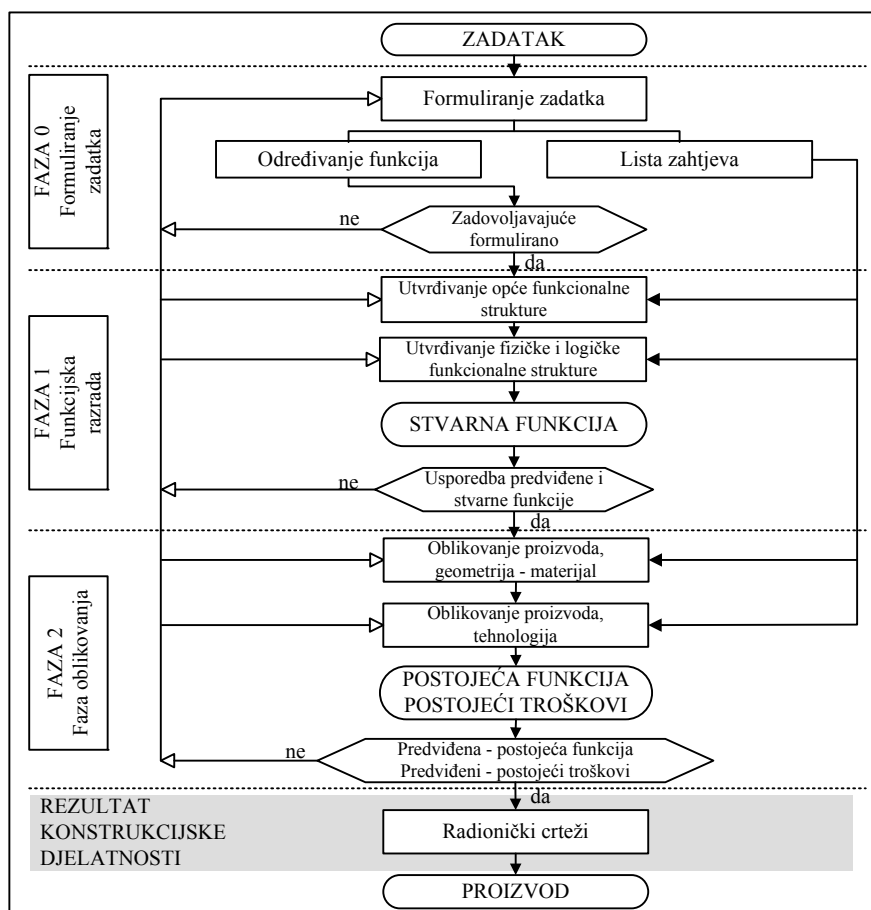 ZADATAK
FAZA 0
Formuliranje
zadatka
Formuliranje zadatka
Određivanje funkcija
Lista zahtjeva
Zadovoljavajuće
formulirano
ne
da
FAZA 1
Funkcijska
razrada
Utvrđivanje opće funkcionalne
strukture
Utvrđivanje fizičke i logičke
funkcionalne strukture
STVARNA FUNKCIJA
Usporedba predviđene i
stvarne funkcije
ne
da
FAZA 2
Faza oblikovanja
Oblikovanje proizvoda,
geometrija - materijal
Oblikovanje proizvoda,
tehnologija
POSTOJEĆA FUNKCIJA
POSTOJEĆI TROŠKOVI
Predviđena - postojeća funkcija
Predviđeni - postojeći troškovi
ne
da
REZULTAT
KONSTRUKCIJSKE
DJELATNOSTI
Radionički crteži
PROIZVOD